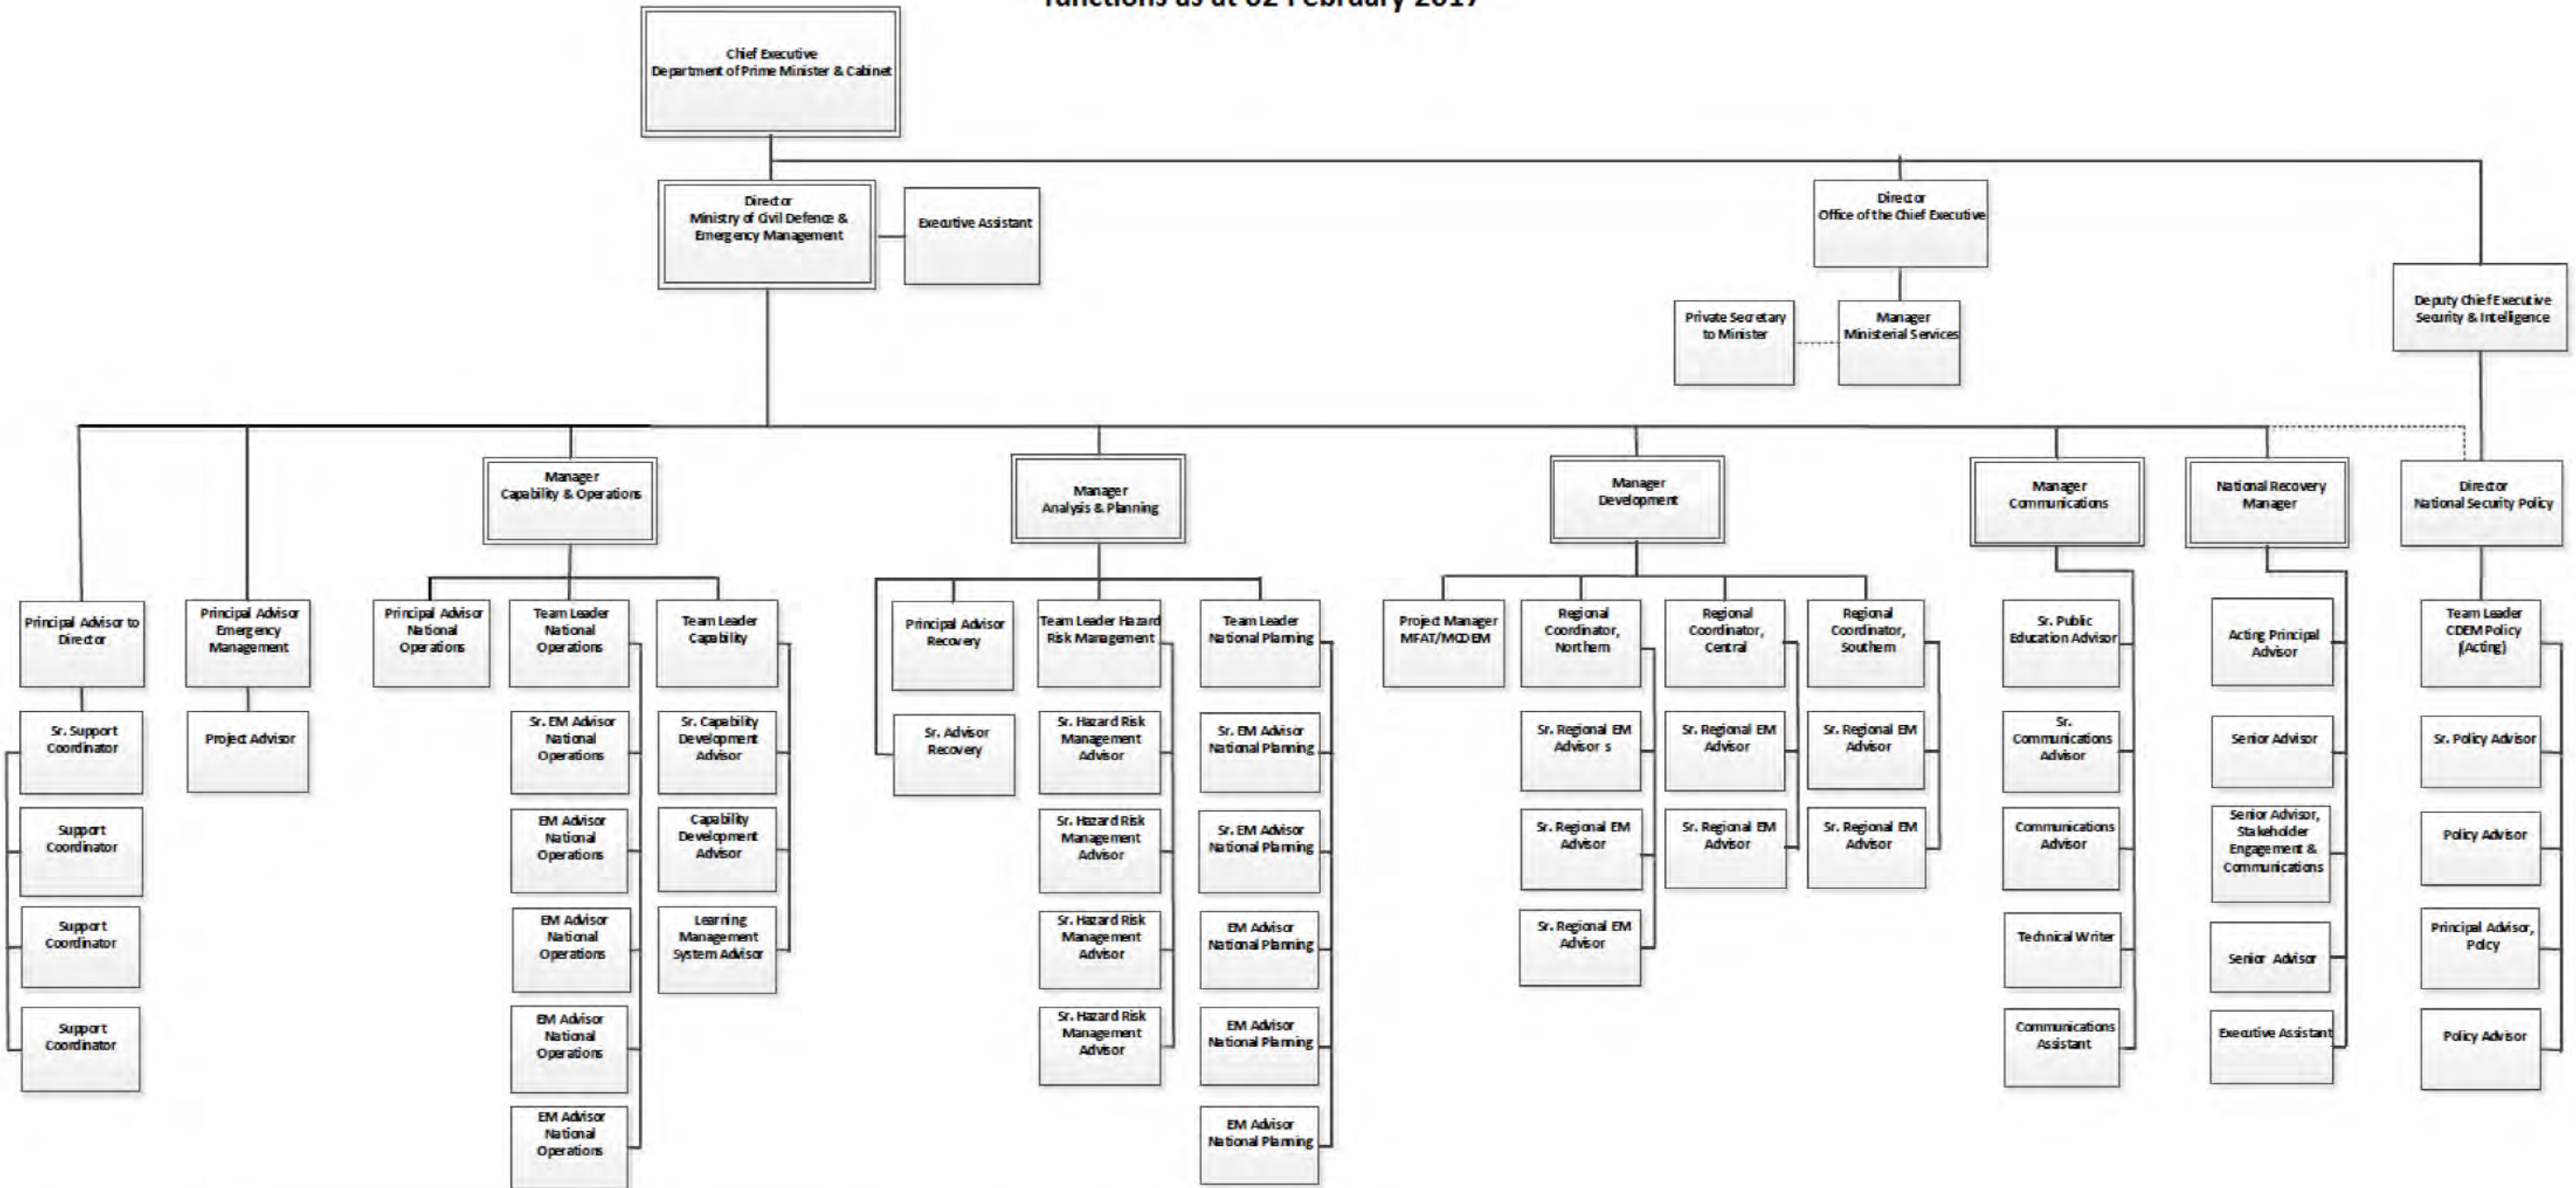 functions as at 02 February 2017
Chief Executive
Department of Prime Minister & Cabinet
Director
Ministry of Civil Defence &
Emergency Management
Executive Assistant
Director
Office of the Chief Executive
Private Secretary
to Minister
Manager
Ministerial Services
Deputy Chief Executive
Security & Intelligence
Manager
Capability & Operations
Manager
Analysis & Planning
Manager
Development
Manager
Communications
National Recovery
Manager
Director
National Security Policy
Principal Advisor to
Director
Sr. Support
Coordinator
Support
Coordinator
Support
Coordinator
Support
Coordinator
Principal Advisor
Emergency
Management
Project Advisor
Principal Advisor
National
Operations
Team Leader
National
Operations
Sr. EM Advisor
National
Operations
EM Advisor
National
Operations
EM Advisor
National
Operations
EM Advisor
National
Operations
EM Advisor
National
Operations
Team Leader
Capability
Sr. Capability
Development
Advisor
Capability
Development
Advisor
Learning
Management
System Advisor
Principal Advisor
Recovery
Sr. Advisor
Recovery
Team Leader Hazard
Risk Management
Sr. Hazard Risk
Management
Advisor
Sr. Hazard Risk
Management
Advisor
Sr. Hazard Risk
Management
Advisor
Sr. Hazard Risk
Management
Advisor
Team Leader
National Planning
Sr. EM Advisor
National Planning
Sr. EM Advisor
National Planning
EM Advisor
National Planning
EM Advisor
National Planning
EM Advisor
National Planning
Project Manager
MFAT/MCDEM
Regional
Coordinator,
Northern
Sr. Regional EM
Advisor s
Sr. Regional EM
Advisor
Sr. Regional EM
Advisor
Regional
Coordinator,
Central
Sr. Regional EM
Advisor
Sr. Regional EM
Advisor
Regional
Coordinator,
Southern
Sr. Regional EM
Advisor
Sr. Regional EM
Advisor
Sr. Public
Education Advisor
Sr.
Communications
Advisor
Communications
Advisor
Technical Writer
Communications
Assistant
Acting Principal
Advisor
Senior Advisor
Senior Advisor,
Stakeholder
Engagement &
Communications
Senior Advisor
Executive Assistant
Team Leader
CDEM Policy
(Acting)
Sr. Policy Advisor
Policy Advisor
Principal Advisor,
Policy
Policy Advisor